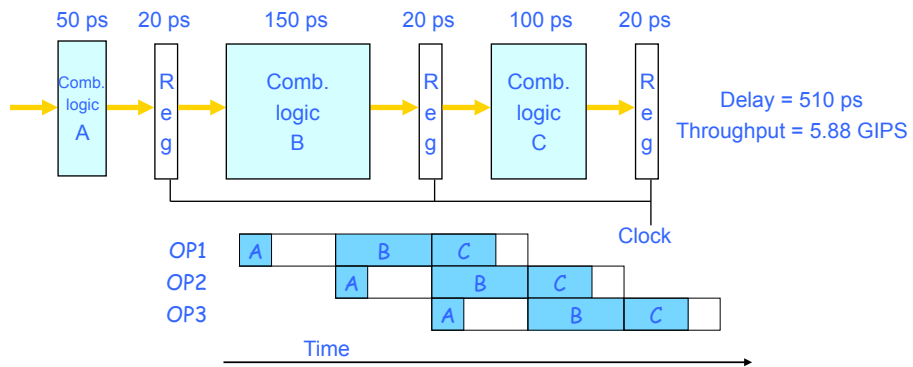 50 ps 20 ps 150 ps 20 ps 100 ps 20 ps
Comb.
logic
A
R
e
g
Comb.
logic
B
R
e
g
Comb.
logic
C
R
e
g
Delay = 510 ps
Throughput = 5.88 GIPS
Clock
OP1 A B C
OP2 A B C
OP3 A B C
Time